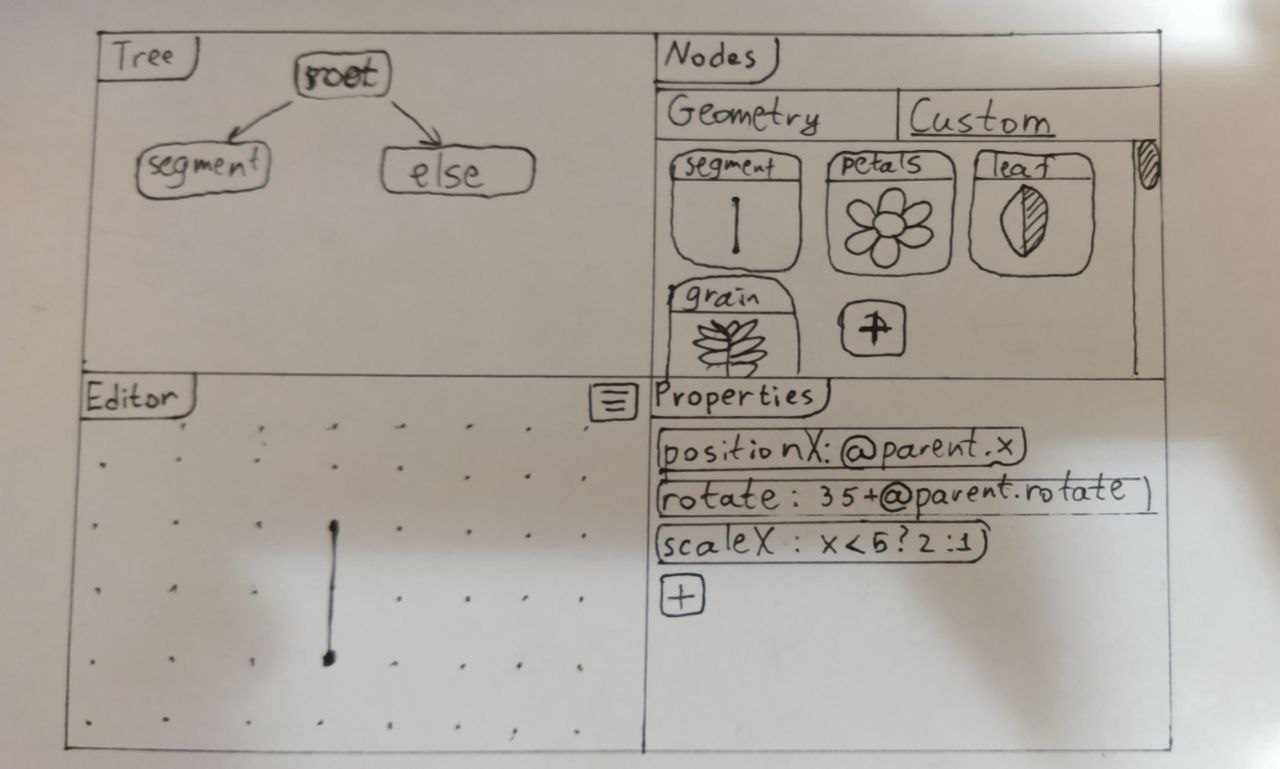 Tree
root
segment
else
Nodes
Geometry
Custom
segment
petals
leaf
grain
+
Editor
Properties
positionX: @parent.x
rotate: 35+@parent.rotate
scaleX: x<5?2:1
+